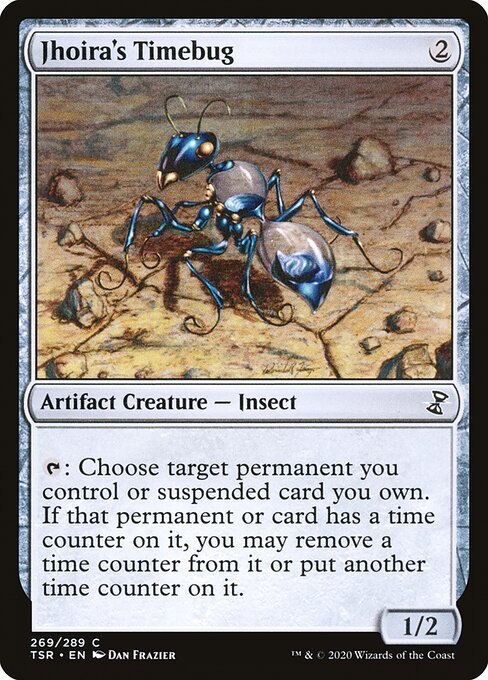 Jhoira's Timebug 2
Artifact Creature — Insect
: Choose target permanent you
control or suspended card you own.
If that permanent or card has a time
counter on it, you may remove a
time counter from it or put another
time counter on it.
1/2
269/289 C
TSR • EN Dan Frazier
™ & © 2020 Wizards of the Coast